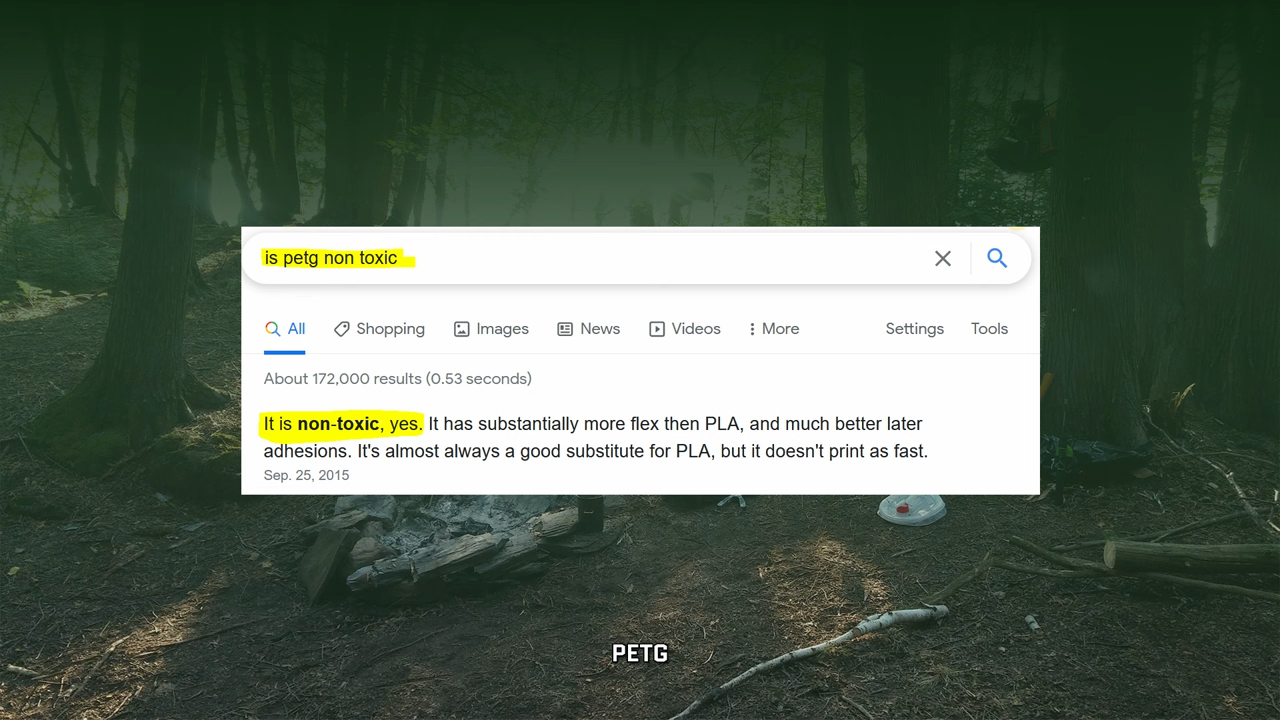 is petg non toxic
All Shopping Images News Videos More Settings Tools
About 172,000 results (0.53 seconds)
It is non-toxic, yes. It has substantially more flex then PLA, and much better later
adhesions. It's almost always a good substitute for PLA, but it doesn't print as fast.
Sep. 25, 2015
PETG